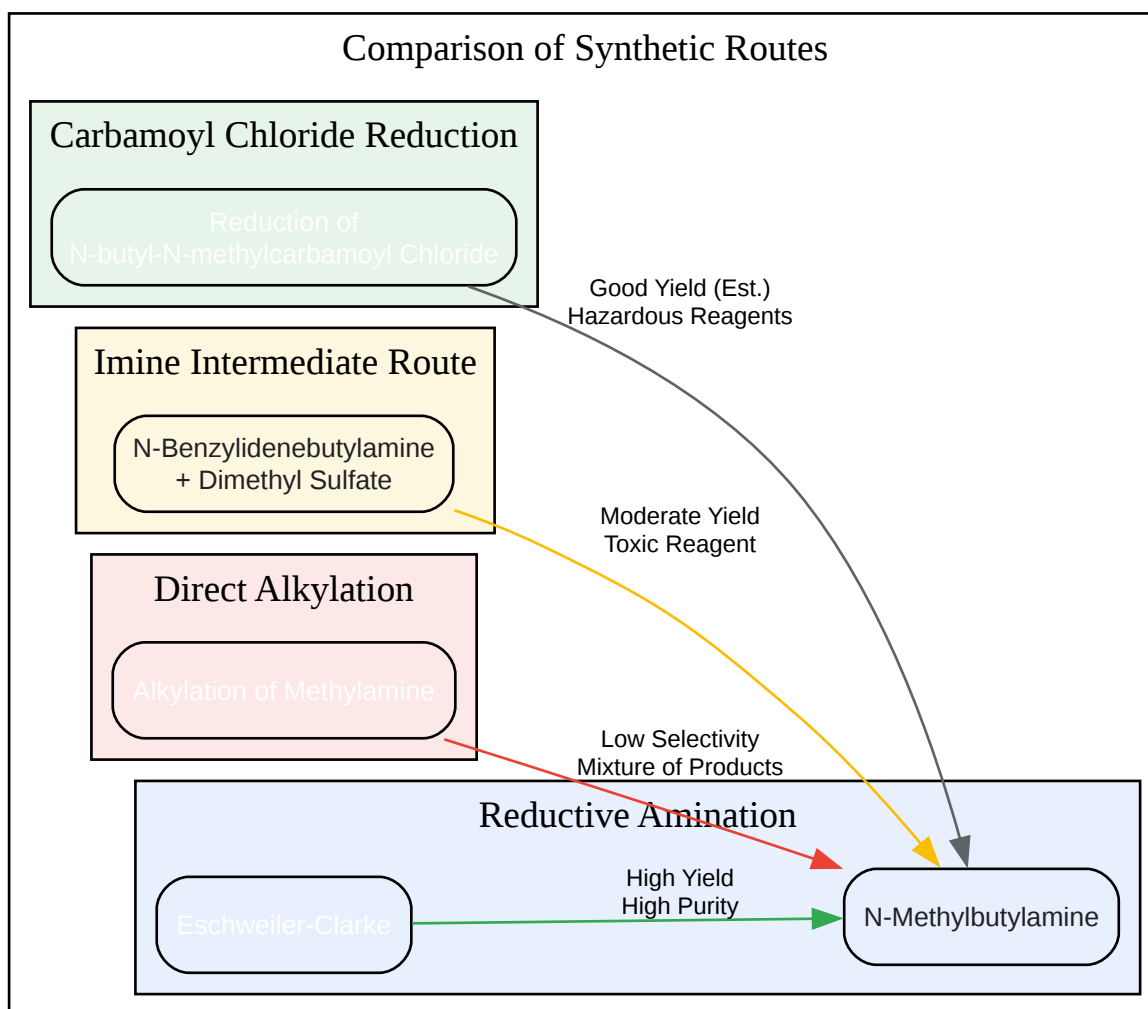 Comparison of Synthetic Routes
Carbamoyl Chloride Reduction
Reduction of
N-butyl-N-methylcarbamoyl Chloride
Good Yield (Est.)
Hazardous Reagents
Imine Intermediate Route
N-Benzylidenebutylamine
+ Dimethyl Sulfate
Moderate Yield
Toxic Reagent
Direct Alkylation
Alkylation of Methylamine
Low Selectivity
Mixture of Products
Reductive Amination
Eschweiler-Clarke
High Yield
High Purity
N-Methylbutylamine